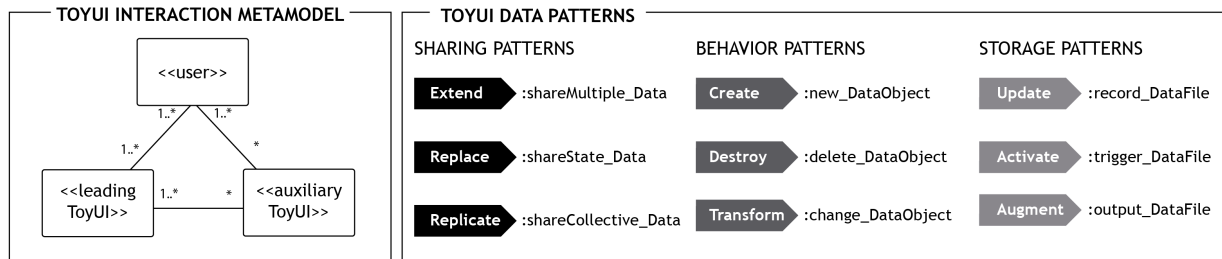 TOYUI INTERACTION METAMODEL
<<user>>
1..*
1..*
1..*
*
<<leading
ToyUI>>
1..*
*
<<auxiliary
ToyUI>>
TOYUI DATA PATTERNS
SHARING PATTERNS
Extend :shareMultiple_Data
Replace :shareState_Data
Replicate :shareCollective_Data
BEHAVIOR PATTERNS
Create :new_DataObject
Destroy :delete_DataObject
Transform :change_DataObject
STORAGE PATTERNS
Update :record_DataFile
Activate :trigger_DataFile
Augment :output_DataFile